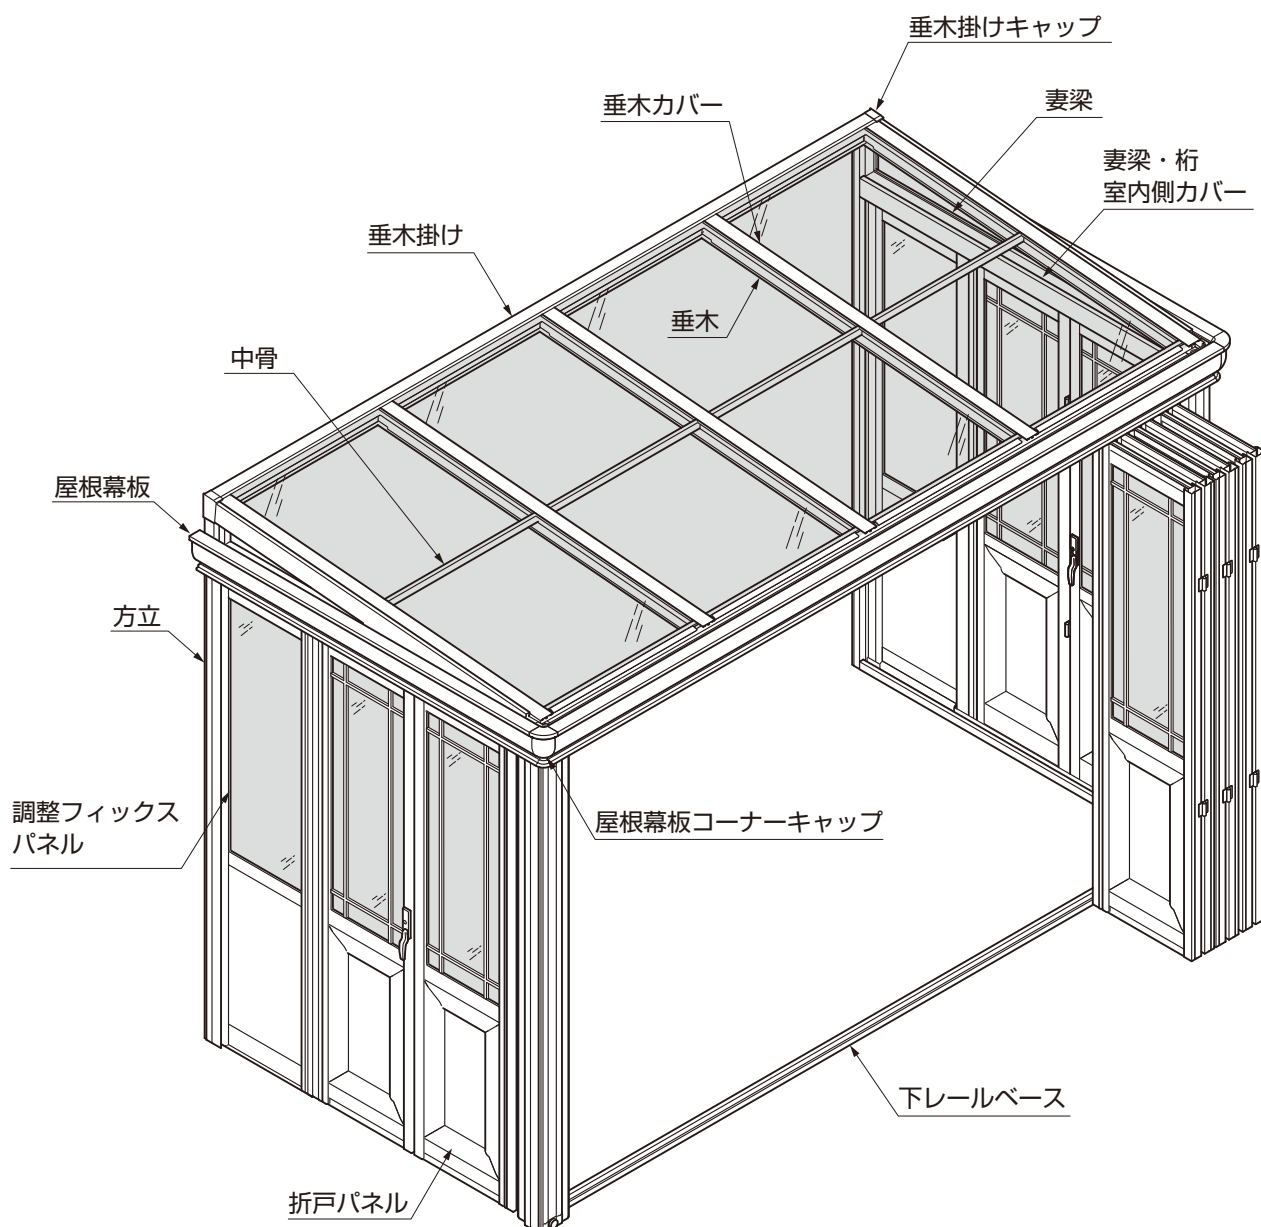 垂木掛けキャップ
垂木カバー
妻梁
妻梁・桁
室内側カバー
垂木掛け
垂木
中骨
屋根幕板
方立
調整フィックス
パネル
屋根幕板コーナーキャップ
下レールベース
折戸パネル